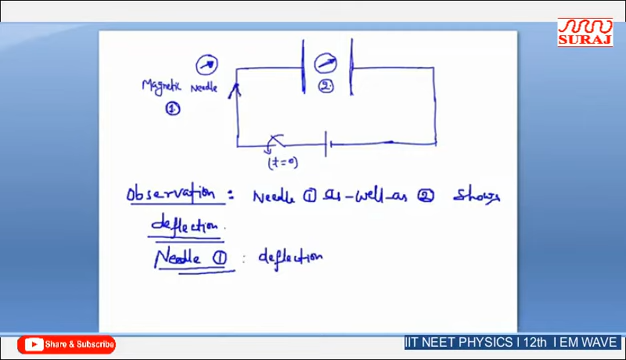 SURAJ
Magnetic Needle
①
②
(t=0)
Observation : Needle ① as-well-as ② shows
deflection.
Needle ① : deflection
Share & Subscribe
IIT NEET PHYSICS I 12th I EM WAVE